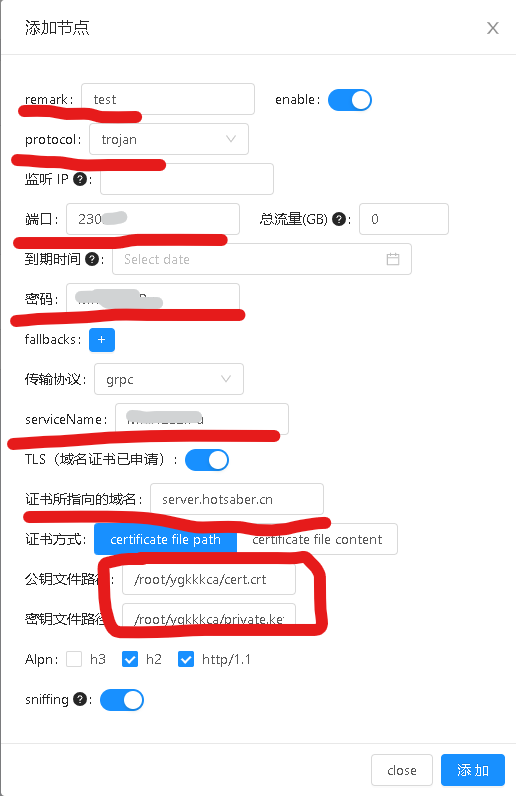 添加节点
remark: test enable:
protocol: trojan
监听 IP ? :
端口: 230 总流量(GB) ? : 0
到期时间 ? : Select date
密码:
fallbacks: +
传输协议: grpc
serviceName:
TLS（域名证书已申请）:
证书所指向的域名: server.hotsaber.cn
证书方式: certificate file path certificate file content
公钥文件路径: /root/ygkkkca/cert.crt
密钥文件路径: /root/ygkkkca/private.ke
Alpn: h3 h2 http/1.1
sniffing ? :
close 添 加